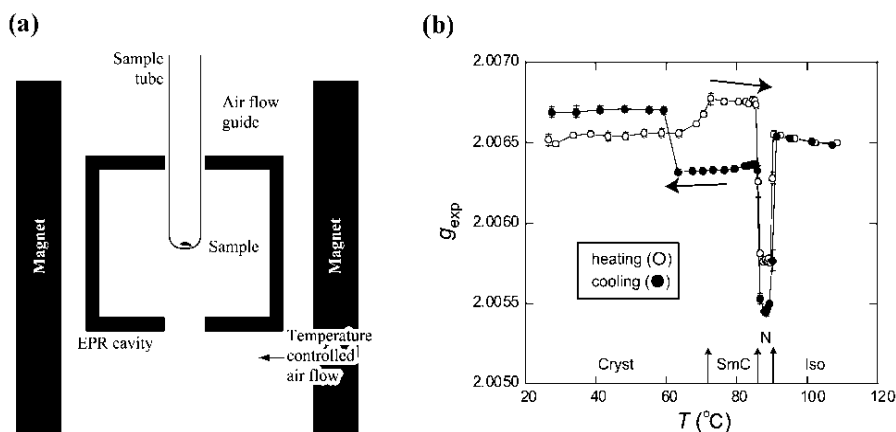 (a)
Sample
tube
Air flow
guide
Magnet
Magnet
Sample
EPR cavity
Temperature
controlled
air flow
(b)
2.0070
2.0065
2.0060
2.0055
2.0050
gexp
heating (○)
cooling (●)
N
Cryst
SmC
Iso
20 40 60 80 100 120
T (°C)